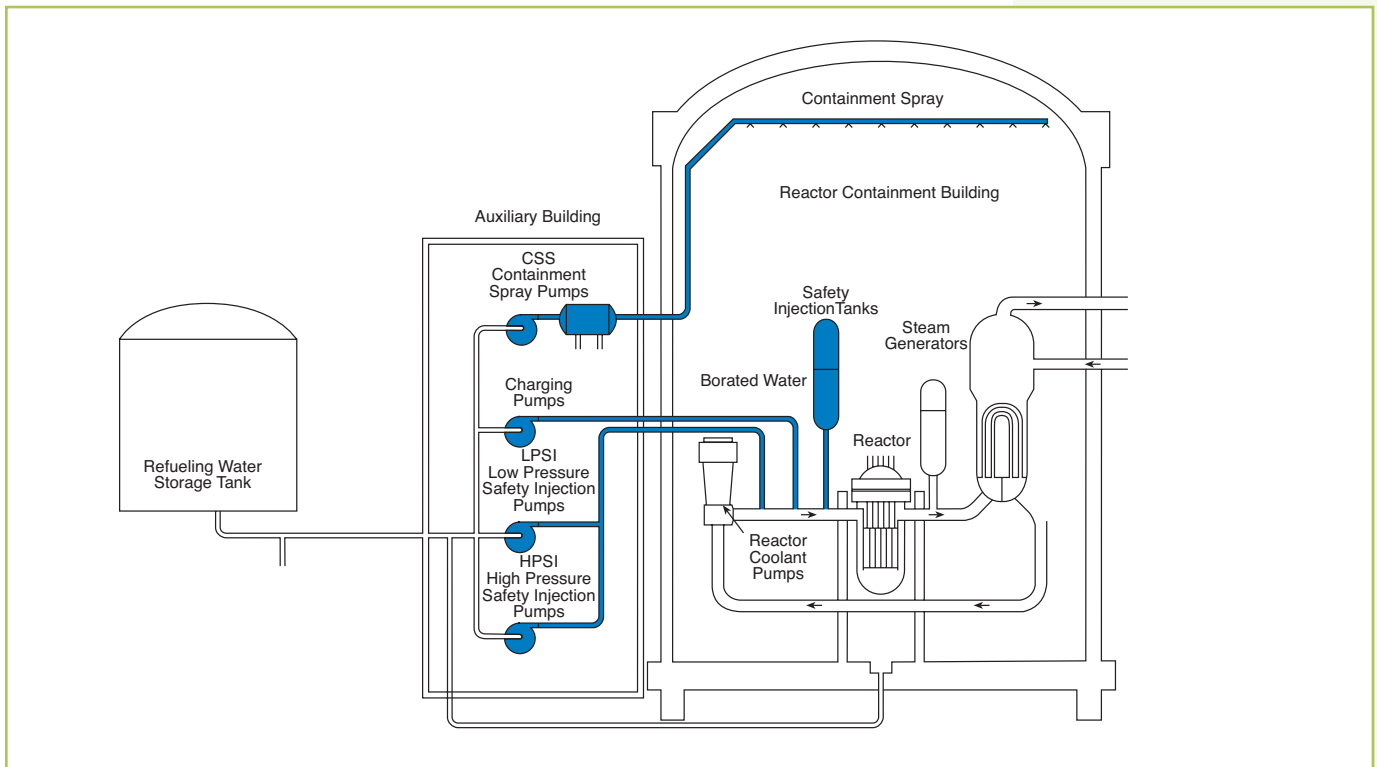 Containment Spray
Reactor Containment Building
Auxiliary Building
CSS
Containment
Spray Pumps
Safety
InjectionTanks
Steam
Generators
Borated Water
Charging
Pumps
Reactor
LPSI
Low Pressure
Safety Injection
Pumps
Refueling Water
Storage Tank
Reactor
Coolant
Pumps
HPSI
High Pressure
Safety Injection
Pumps